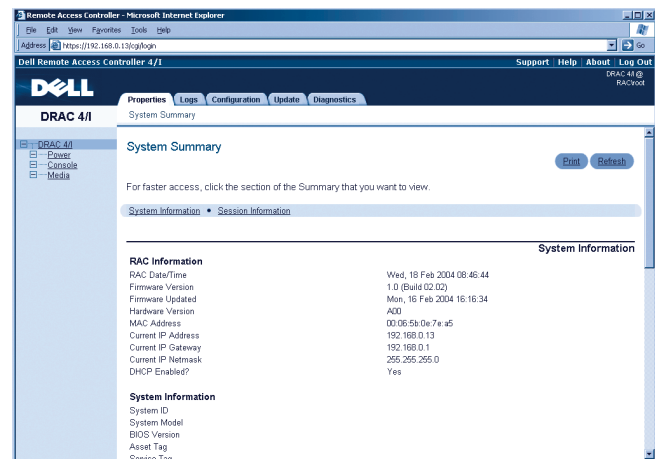 Remote Access Controller - Microsoft Internet Explorer
File Edit View Favorites Tools Help
Address https://192.168.0.13/cgi/login Go
Dell Remote Access Controller 4/I Support | Help | About | Log Out
DRAC 4/I @
RAC\root
DELL
Properties Logs Configuration Update Diagnostics
DRAC 4/I
System Summary
DRAC 4/I
Power
Console
Media
System Summary
Print Refresh
For faster access, click the section of the Summary that you want to view.
System Information • Session Information
System Information
RAC Information
RAC Date/Time Wed, 18 Feb 2004 08:46:44
Firmware Version 1.0 (Build 02.02)
Firmware Updated Mon, 16 Feb 2004 16:16:34
Hardware Version A00
MAC Address 00:06:5b:0e:7e:a5
Current IP Address 192.168.0.13
Current IP Gateway 192.168.0.1
Current IP Netmask 255.255.255.0
DHCP Enabled? Yes
System Information
System ID
System Model
BIOS Version
Asset Tag
Service Tag